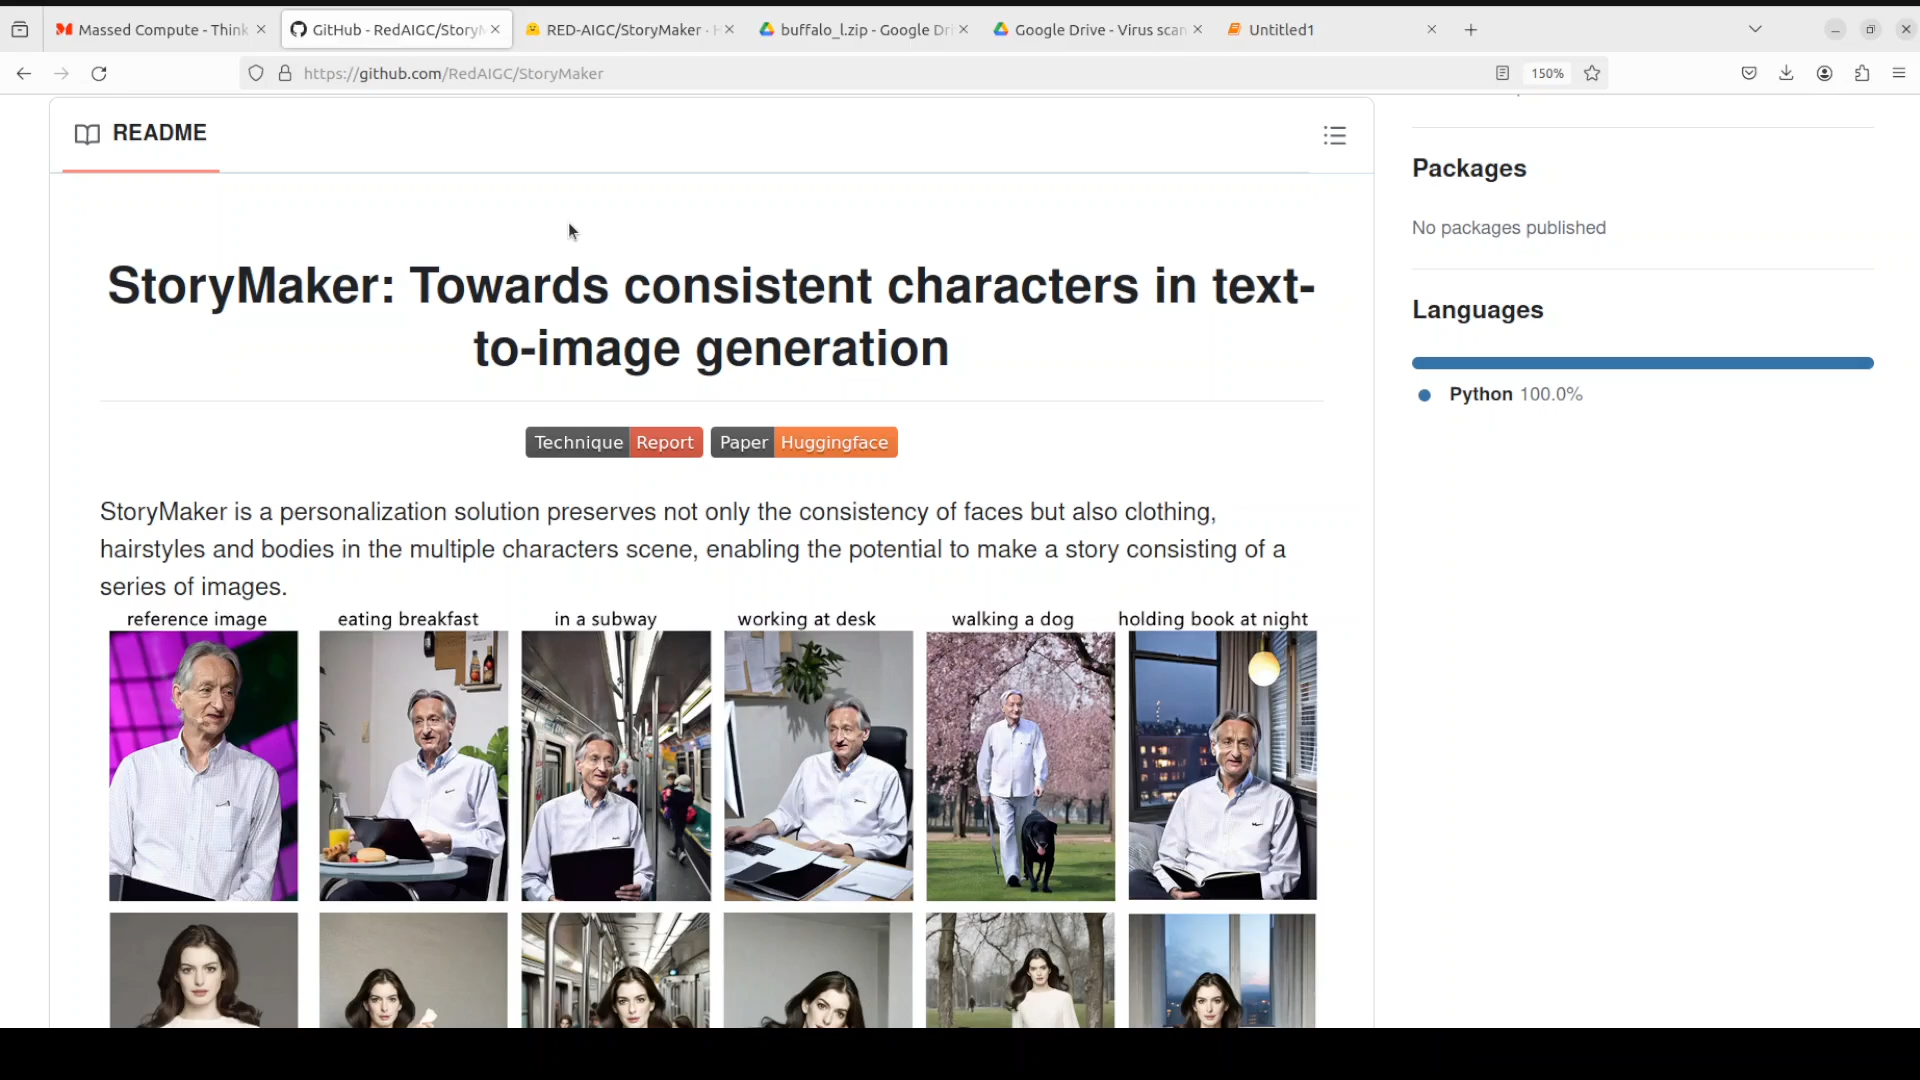 Massed Compute - Think
GitHub - RedAIGC/StoryM
RED-AIGC/StoryMaker - H
buffalo_l.zip - Google Dri
Google Drive - Virus scan
Untitled1
https://github.com/RedAIGC/StoryMaker
150%
README
Packages
No packages published
Languages
Python 100.0%
StoryMaker: Towards consistent characters in text-
to-image generation
Technique Report
Paper Huggingface
StoryMaker is a personalization solution preserves not only the consistency of faces but also clothing,
hairstyles and bodies in the multiple characters scene, enabling the potential to make a story consisting of a
series of images.
reference image
eating breakfast
in a subway
working at desk
walking a dog
holding book at night